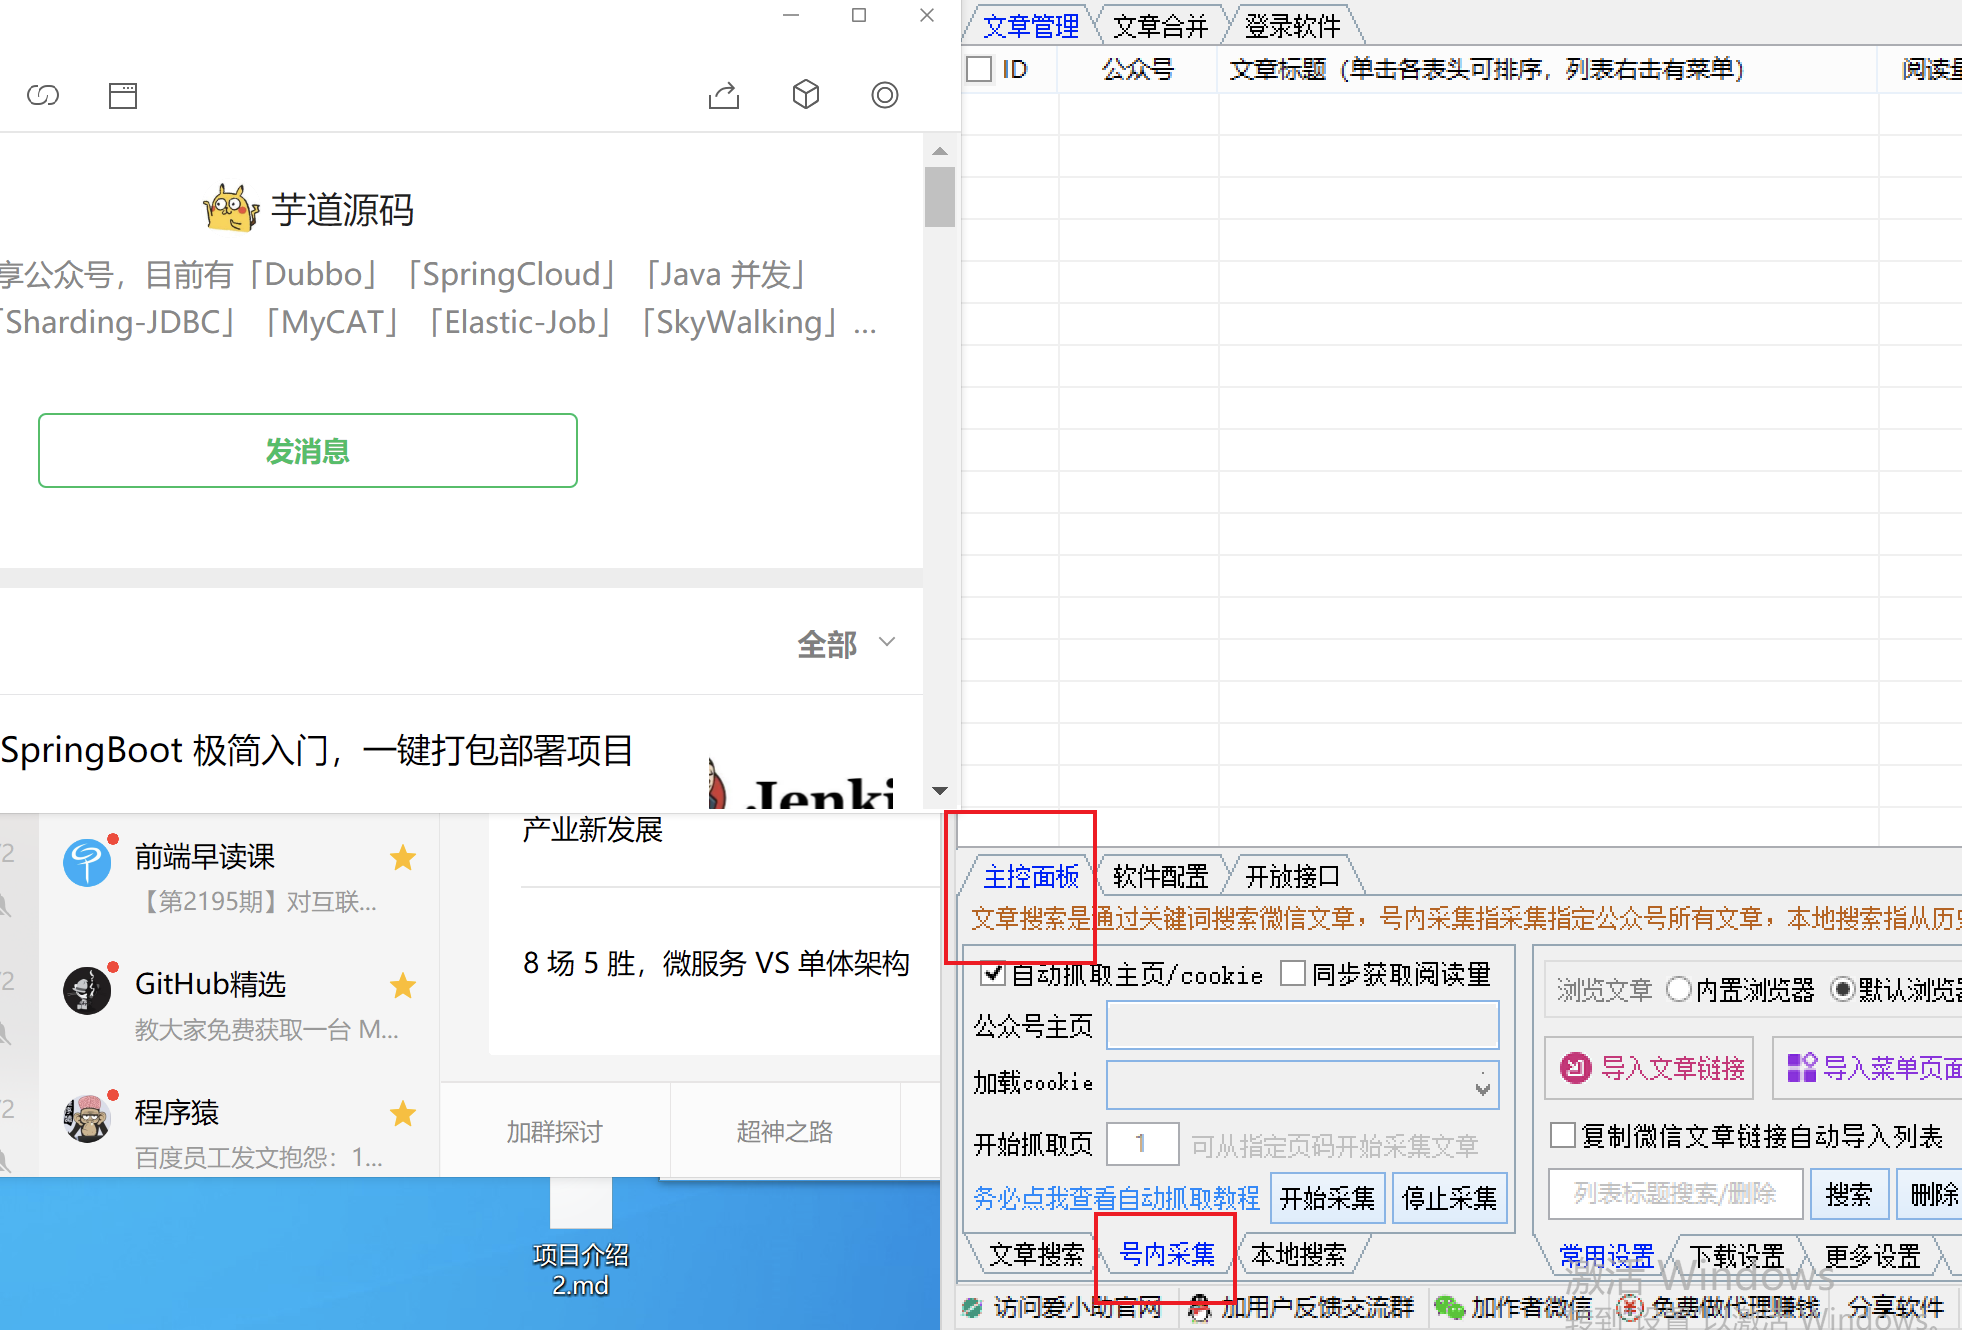 芋道源码
享公众号，目前有「Dubbo」「SpringCloud」「Java 并发」
「Sharding-JDBC」「MyCAT」「Elastic-Job」「SkyWalking」...
发消息
全部
SpringBoot 极简入门，一键打包部署项目
Jenki
产业新发展
前端早读课
【第2195期】对互联...
8 场 5 胜，微服务 VS 单体架构
GitHub精选
教大家免费获取一台 M...
程序猿
百度员工发文抱怨：1...
加群探讨
超神之路
项目介绍
2.md
文章管理
文章合并
登录软件
ID
公众号
文章标题（单击各表头可排序，列表右击有菜单）
阅读量
主控面板
软件配置
开放接口
文章搜索是通过关键词搜索微信文章，号内采集指采集指定公众号所有文章，本地搜索指从历史
自动抓取主页/cookie
同步获取阅读量
公众号主页
加载cookie
开始抓取页
1
可从指定页码开始采集文章
务必点我查看自动抓取教程
开始采集
停止采集
文章搜索
号内采集
本地搜索
浏览文章
内置浏览器
默认浏览器
导入文章链接
导入菜单页面
复制微信文章链接自动导入列表
列表标题搜索/删除
搜索
删除
常用设置
下载设置
更多设置
激活 Windows
转到"设置"以激活 Windows。
访问爱小助官网
加用户反馈交流群
加作者微信
免费做代理赚钱
分享软件